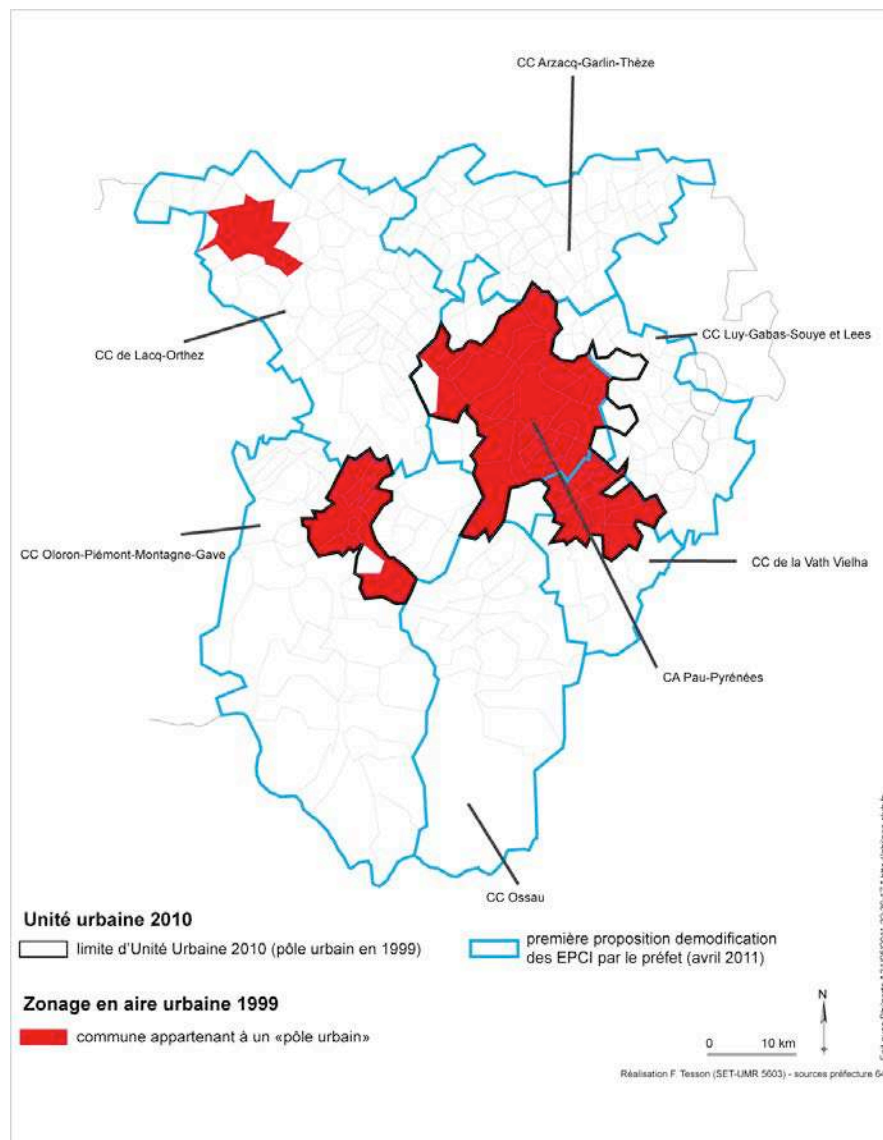 CC Arzacq-Garlin-Thèze
CC Luy-Gabas-Souye et Lees
CC de Lacq-Orthez
CC Oloron-Piémont-Montagne-Gave
CC de la Vath Vielha
CA Pau-Pyrénées
CC Ossau
Unité urbaine 2010
limite d'Unité Urbaine 2010 (pôle urbain en 1999)
première proposition demodification
des EPCI par le préfet (avril 2011)
Zonage en aire urbaine 1999
commune appartenant à un «pôle urbain»
N
0 10 km
Réalisation F. Tesson (SET-UMR 5603) - sources préfecture 64